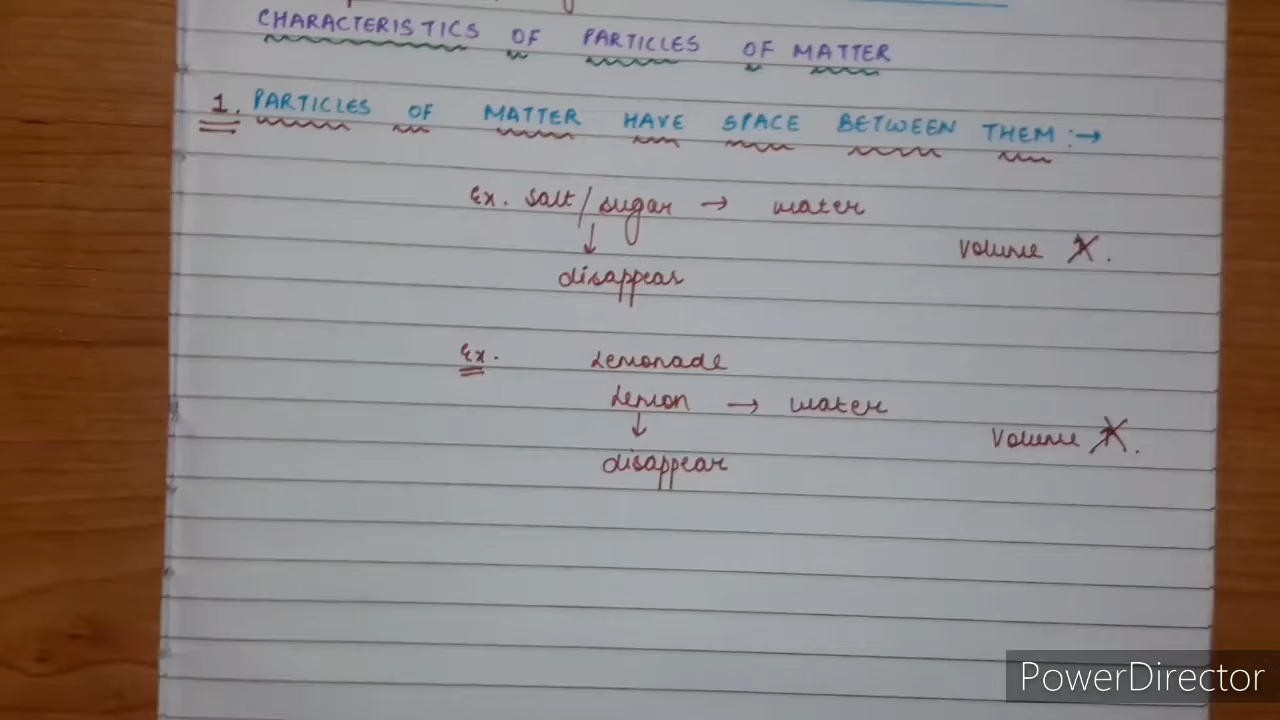 CHARACTERISTICS OF PARTICLES OF MATTER
1. PARTICLES OF MATTER HAVE SPACE BETWEEN THEM :→
Ex. Salt/sugar → water
↓
disappear
Volume X.
Ex. Lemonade
Lemon → water
↓
disappear
Volume X.
PowerDirector